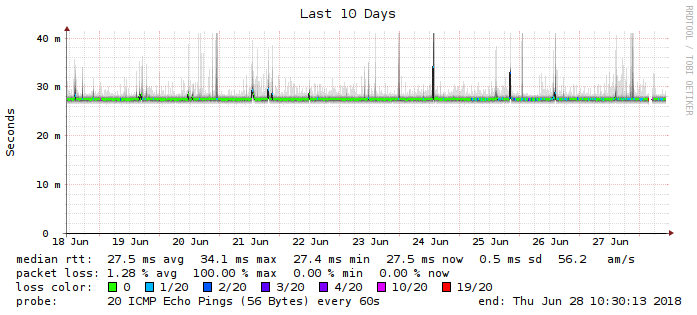 Last 10 Days
RRDTOOL / TOBI OETIKER
Seconds
40 m
30 m
20 m
10 m
0
18 Jun 19 Jun 20 Jun 21 Jun 22 Jun 23 Jun 24 Jun 25 Jun 26 Jun 27 Jun
median rtt: 27.5 ms avg 34.1 ms max 27.4 ms min 27.5 ms now 0.5 ms sd 56.2 am/s
packet loss: 1.28 % avg 100.00 % max 0.00 % min 0.00 % now
loss color: 0 1/20 2/20 3/20 4/20 10/20 19/20
probe: 20 ICMP Echo Pings (56 Bytes) every 60s end: Thu Jun 28 10:30:13 2018